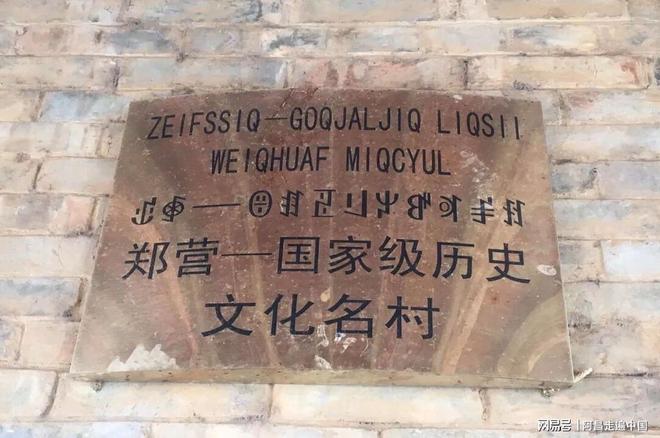 ZEIFSSIQ—GOQJALJIQ LIQSII
WEIQHUAF MIQCYUL
郑营—国家级历史
文化名村
网易号 | 阿昌走遍中国